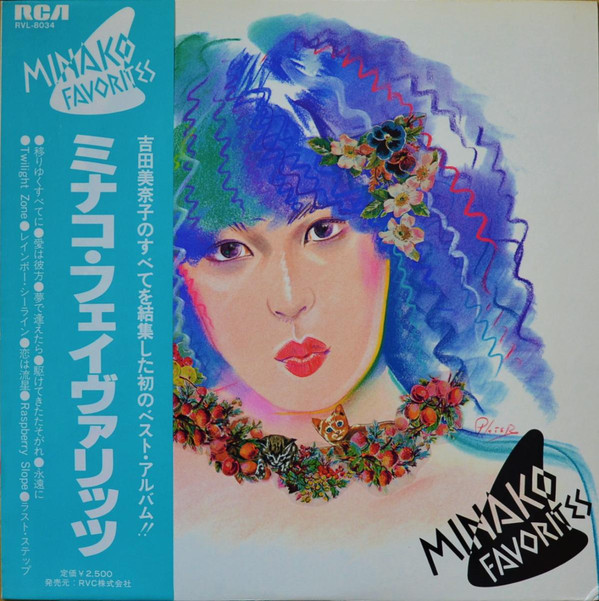 RCA
RVL-8034
MINAKO
FAVORITES
吉田美奈子のすべてを結集した初のベスト・アルバム!!
ミナコ・フェイヴァリッツ
●移りゆくすべてに●愛は彼方●夢で逢えたら●駆けてきたたそがれ●永遠に
●Twilight Zone●レインボー・シーライン●恋は流星●Raspberry Slope●ラスト・ステップ
定価¥2,500
発売元:RVC株式会社
MINAKO
FAVORITES